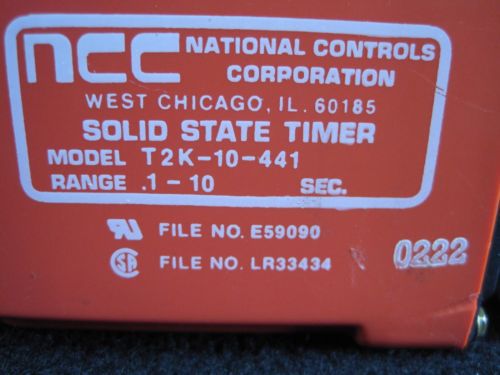 ncc NATIONAL CONTROLS
CORPORATION
WEST CHICAGO, IL. 60185
SOLID STATE TIMER
MODEL T2K-10-441
RANGE .1-10 SEC.
FILE NO. E59090
FILE NO. LR33434
0222